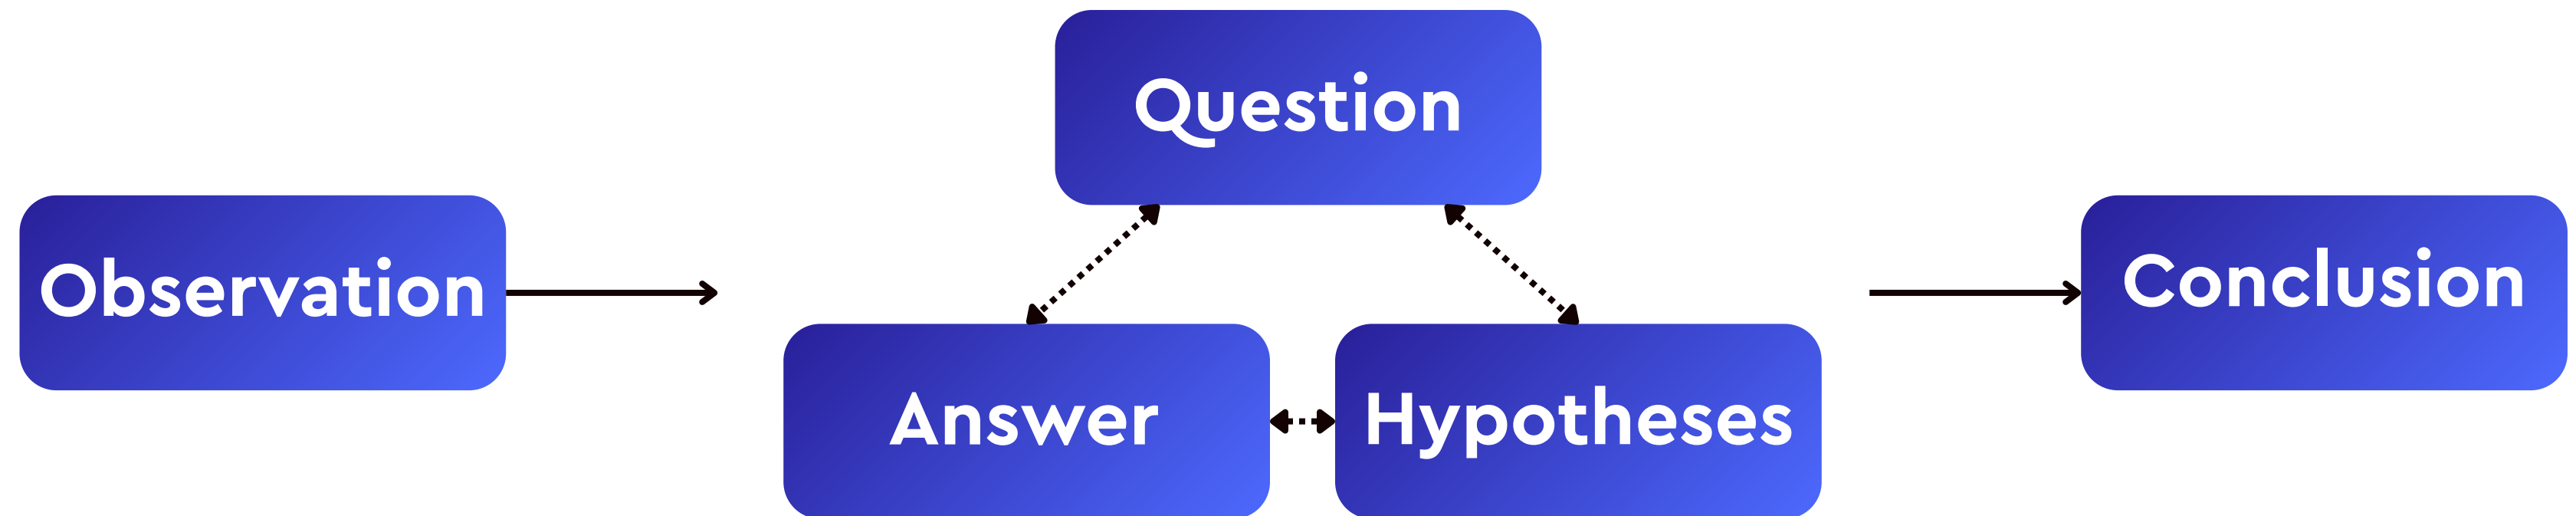 Observation
Question
Answer
Hypotheses
Conclusion